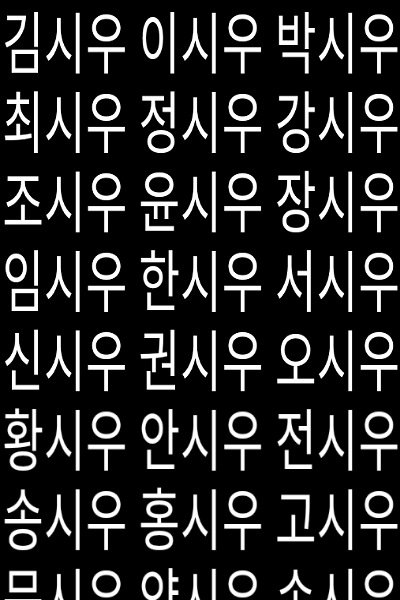 김시우 이시우 박시우
최시우 정시우 강시우
조시우 윤시우 장시우
임시우 한시우 서시우
신시우 권시우 오시우
황시우 안시우 전시우
송시우 홍시우 고시우